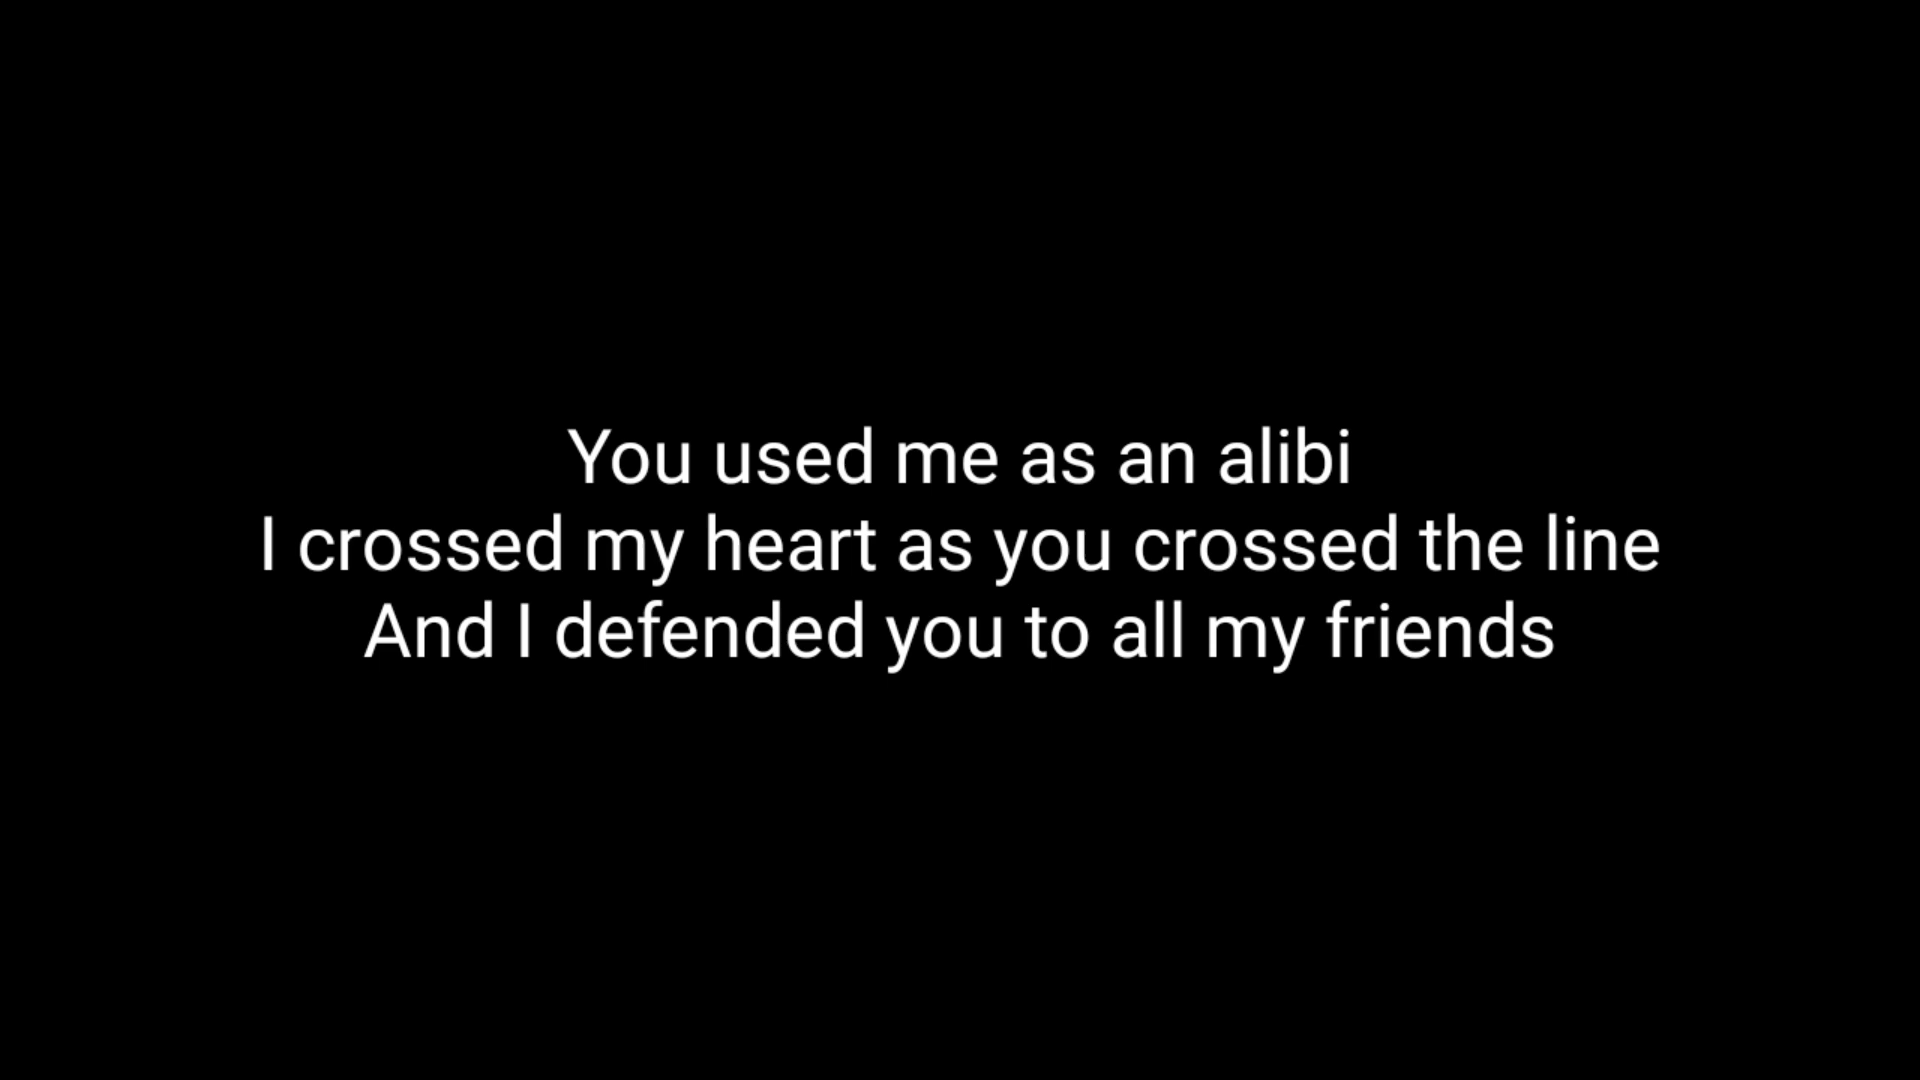 You used me as an alibi
I crossed my heart as you crossed the line
And I defended you to all my friends